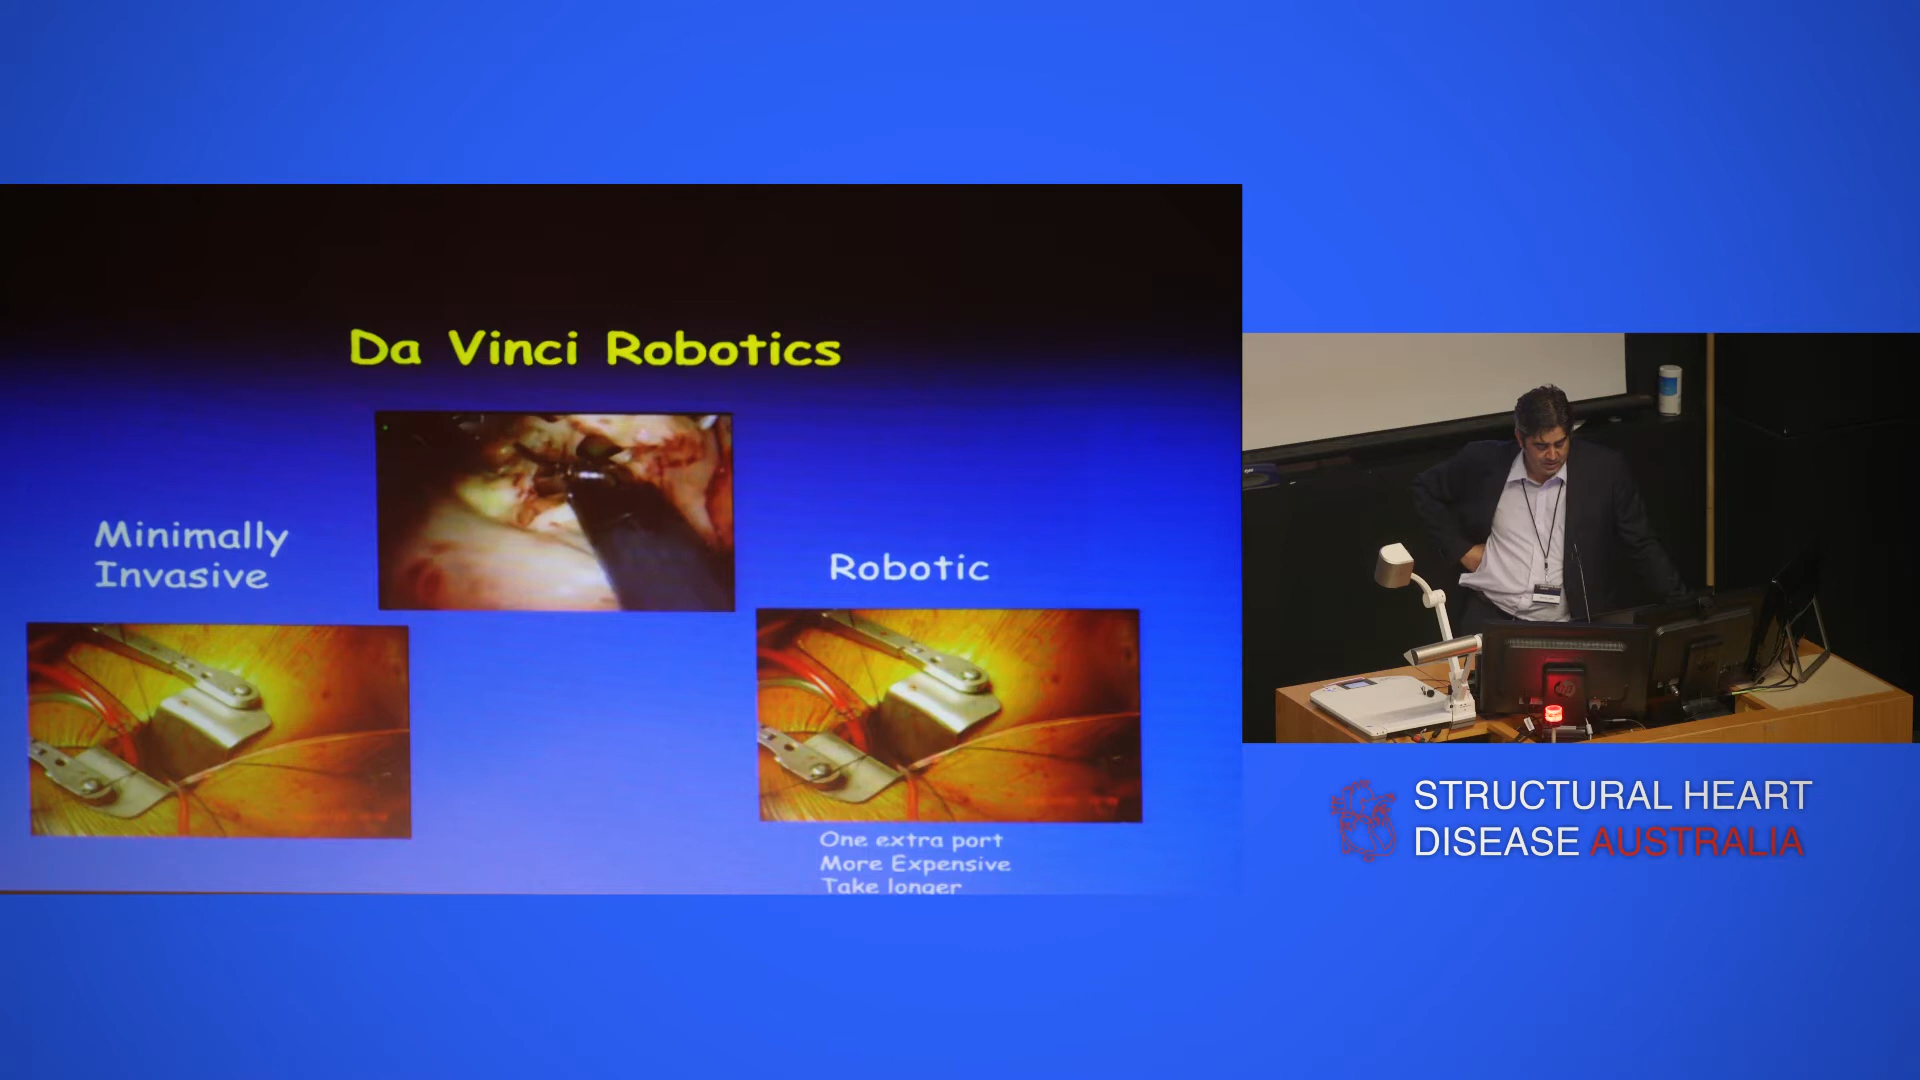 Da Vinci Robotics
Minimally
Invasive
Robotic
One extra port
More Expensive
Take longer
STRUCTURAL HEART
DISEASE AUSTRALIA